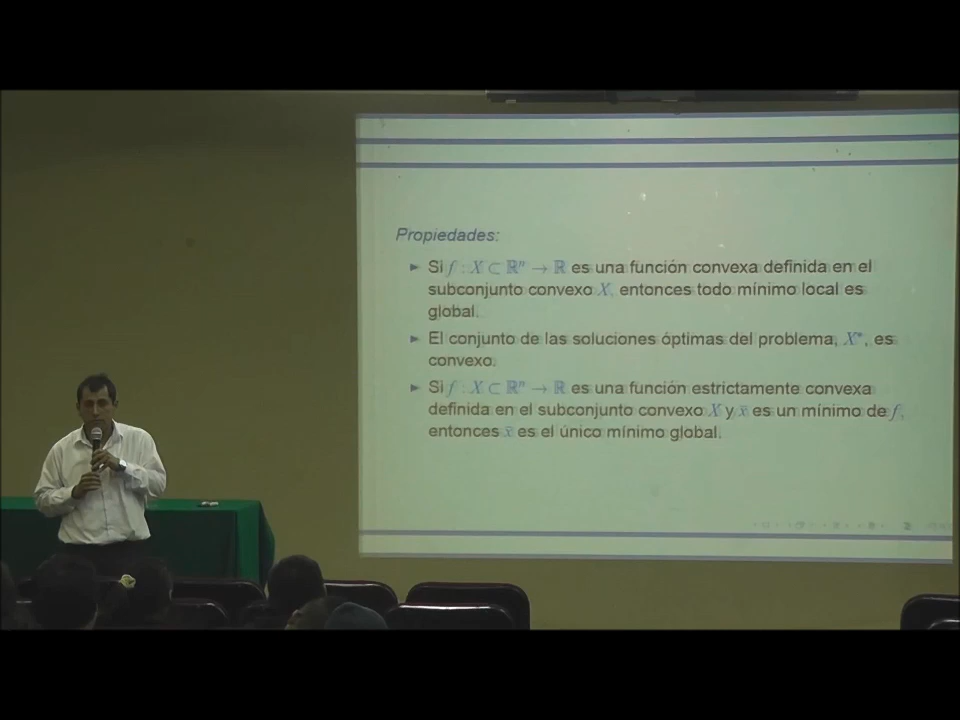 Propiedades:
► Si f : X ⊂ ℝⁿ → ℝ es una función convexa definida en el
subconjunto convexo X, entonces todo mínimo local es
global.
► El conjunto de las soluciones óptimas del problema, X*, es
convexo.
► Si f : X ⊂ ℝⁿ → ℝ es una función estrictamente convexa
definida en el subconjunto convexo X y x̄ es un mínimo de f,
entonces x̄ es el único mínimo global.